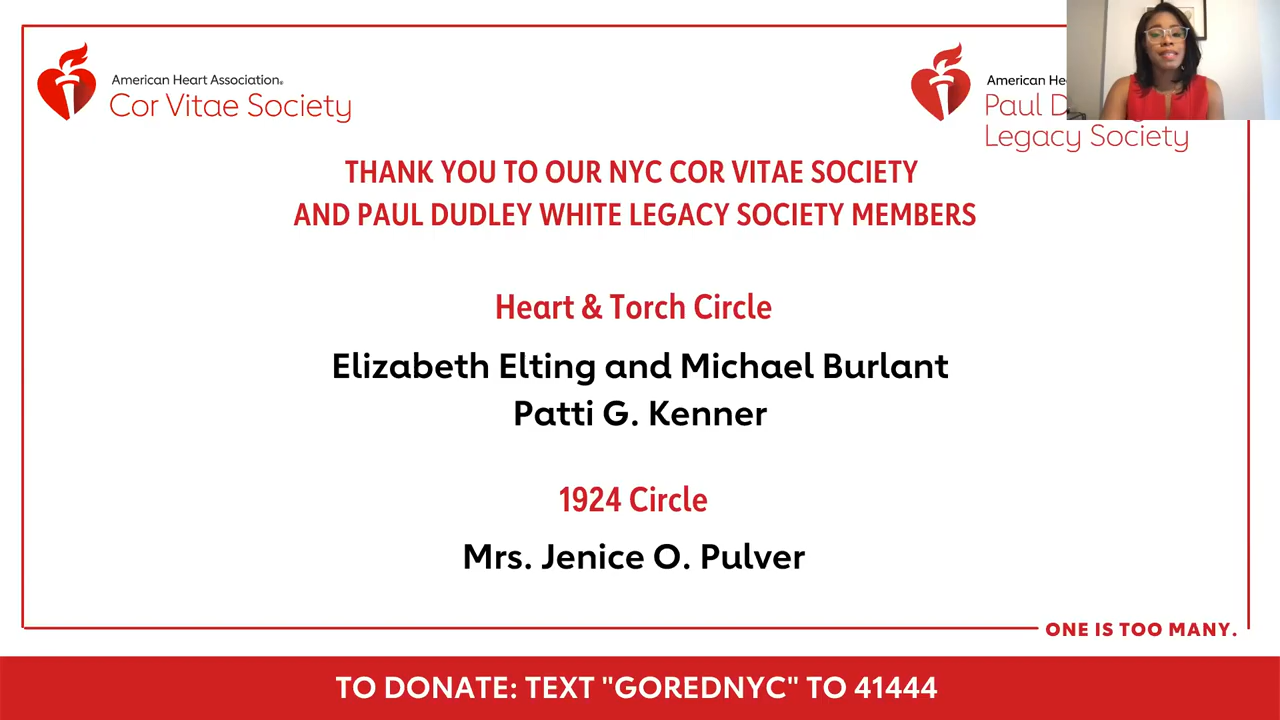 American Heart Association®
Cor Vitae Society
American He
Paul D
Legacy Society
THANK YOU TO OUR NYC COR VITAE SOCIETY
AND PAUL DUDLEY WHITE LEGACY SOCIETY MEMBERS
Heart & Torch Circle
Elizabeth Elting and Michael Burlant
Patti G. Kenner
1924 Circle
Mrs. Jenice O. Pulver
ONE IS TOO MANY.
TO DONATE: TEXT "GOREDNYC" TO 41444